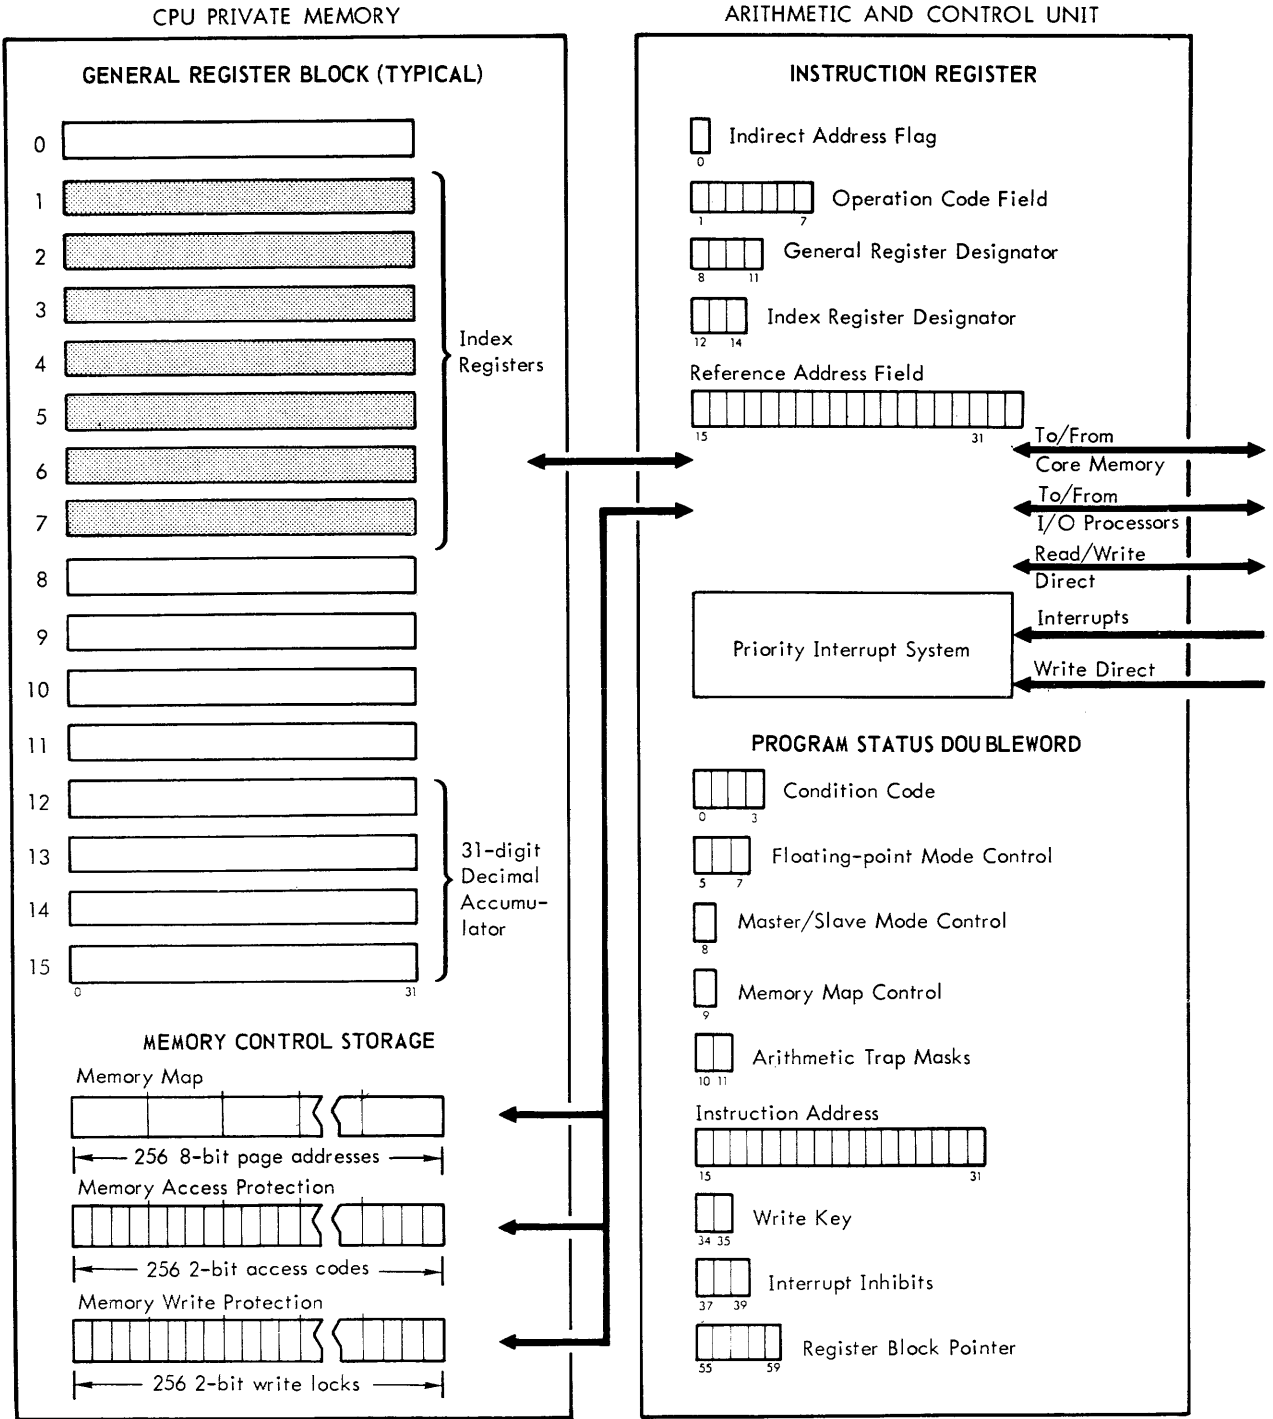 CPU PRIVATE MEMORY
GENERAL REGISTER BLOCK (TYPICAL)
0
1
2
3
4
5
6
7
8
9
10
11
12
13
14
15
0 31
Index
Registers
31-digit
Decimal
Accumu-
lator
MEMORY CONTROL STORAGE
Memory Map
256 8-bit page addresses
Memory Access Protection
256 2-bit access codes
Memory Write Protection
256 2-bit write locks
ARITHMETIC AND CONTROL UNIT
INSTRUCTION REGISTER
Indirect Address Flag
0
Operation Code Field
1 7
General Register Designator
8 11
Index Register Designator
12 14
Reference Address Field
15 31
To/From
Core Memory
To/From
I/O Processors
Read/Write
Direct
Interrupts
Write Direct
Priority Interrupt System
PROGRAM STATUS DOUBLEWORD
Condition Code
0 3
Floating-point Mode Control
5 7
Master/Slave Mode Control
8
Memory Map Control
9
Arithmetic Trap Masks
10 11
Instruction Address
15 31
Write Key
34 35
Interrupt Inhibits
37 39
Register Block Pointer
55 59